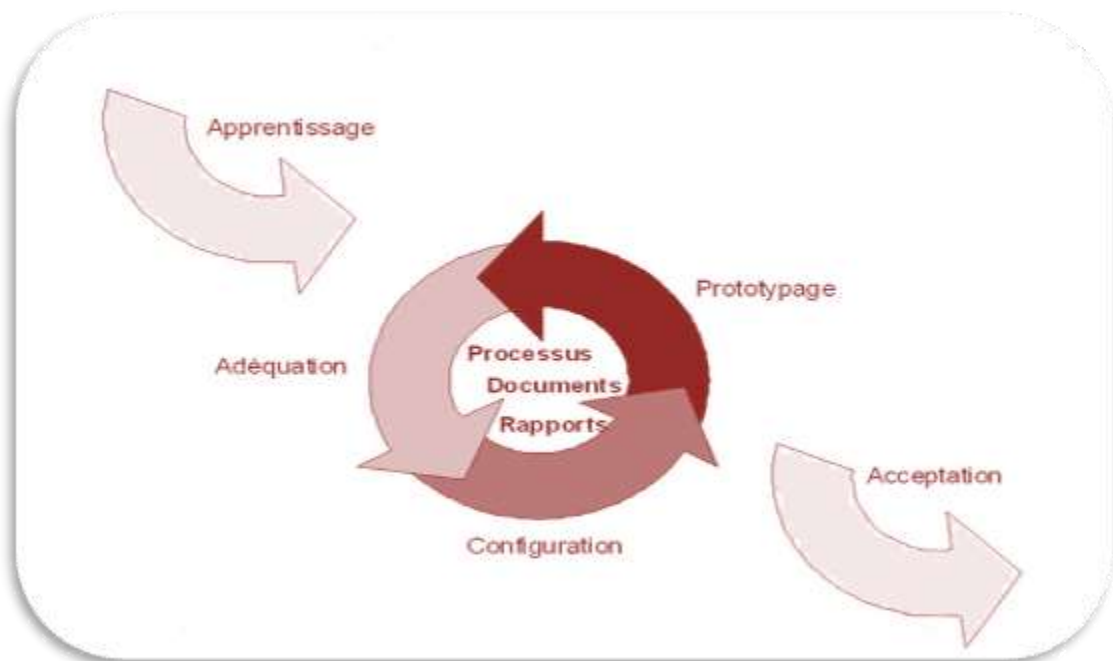 Apprentissage
Prototypage
Adéquation
Processus
Documents
Rapports
Acceptation
Configuration